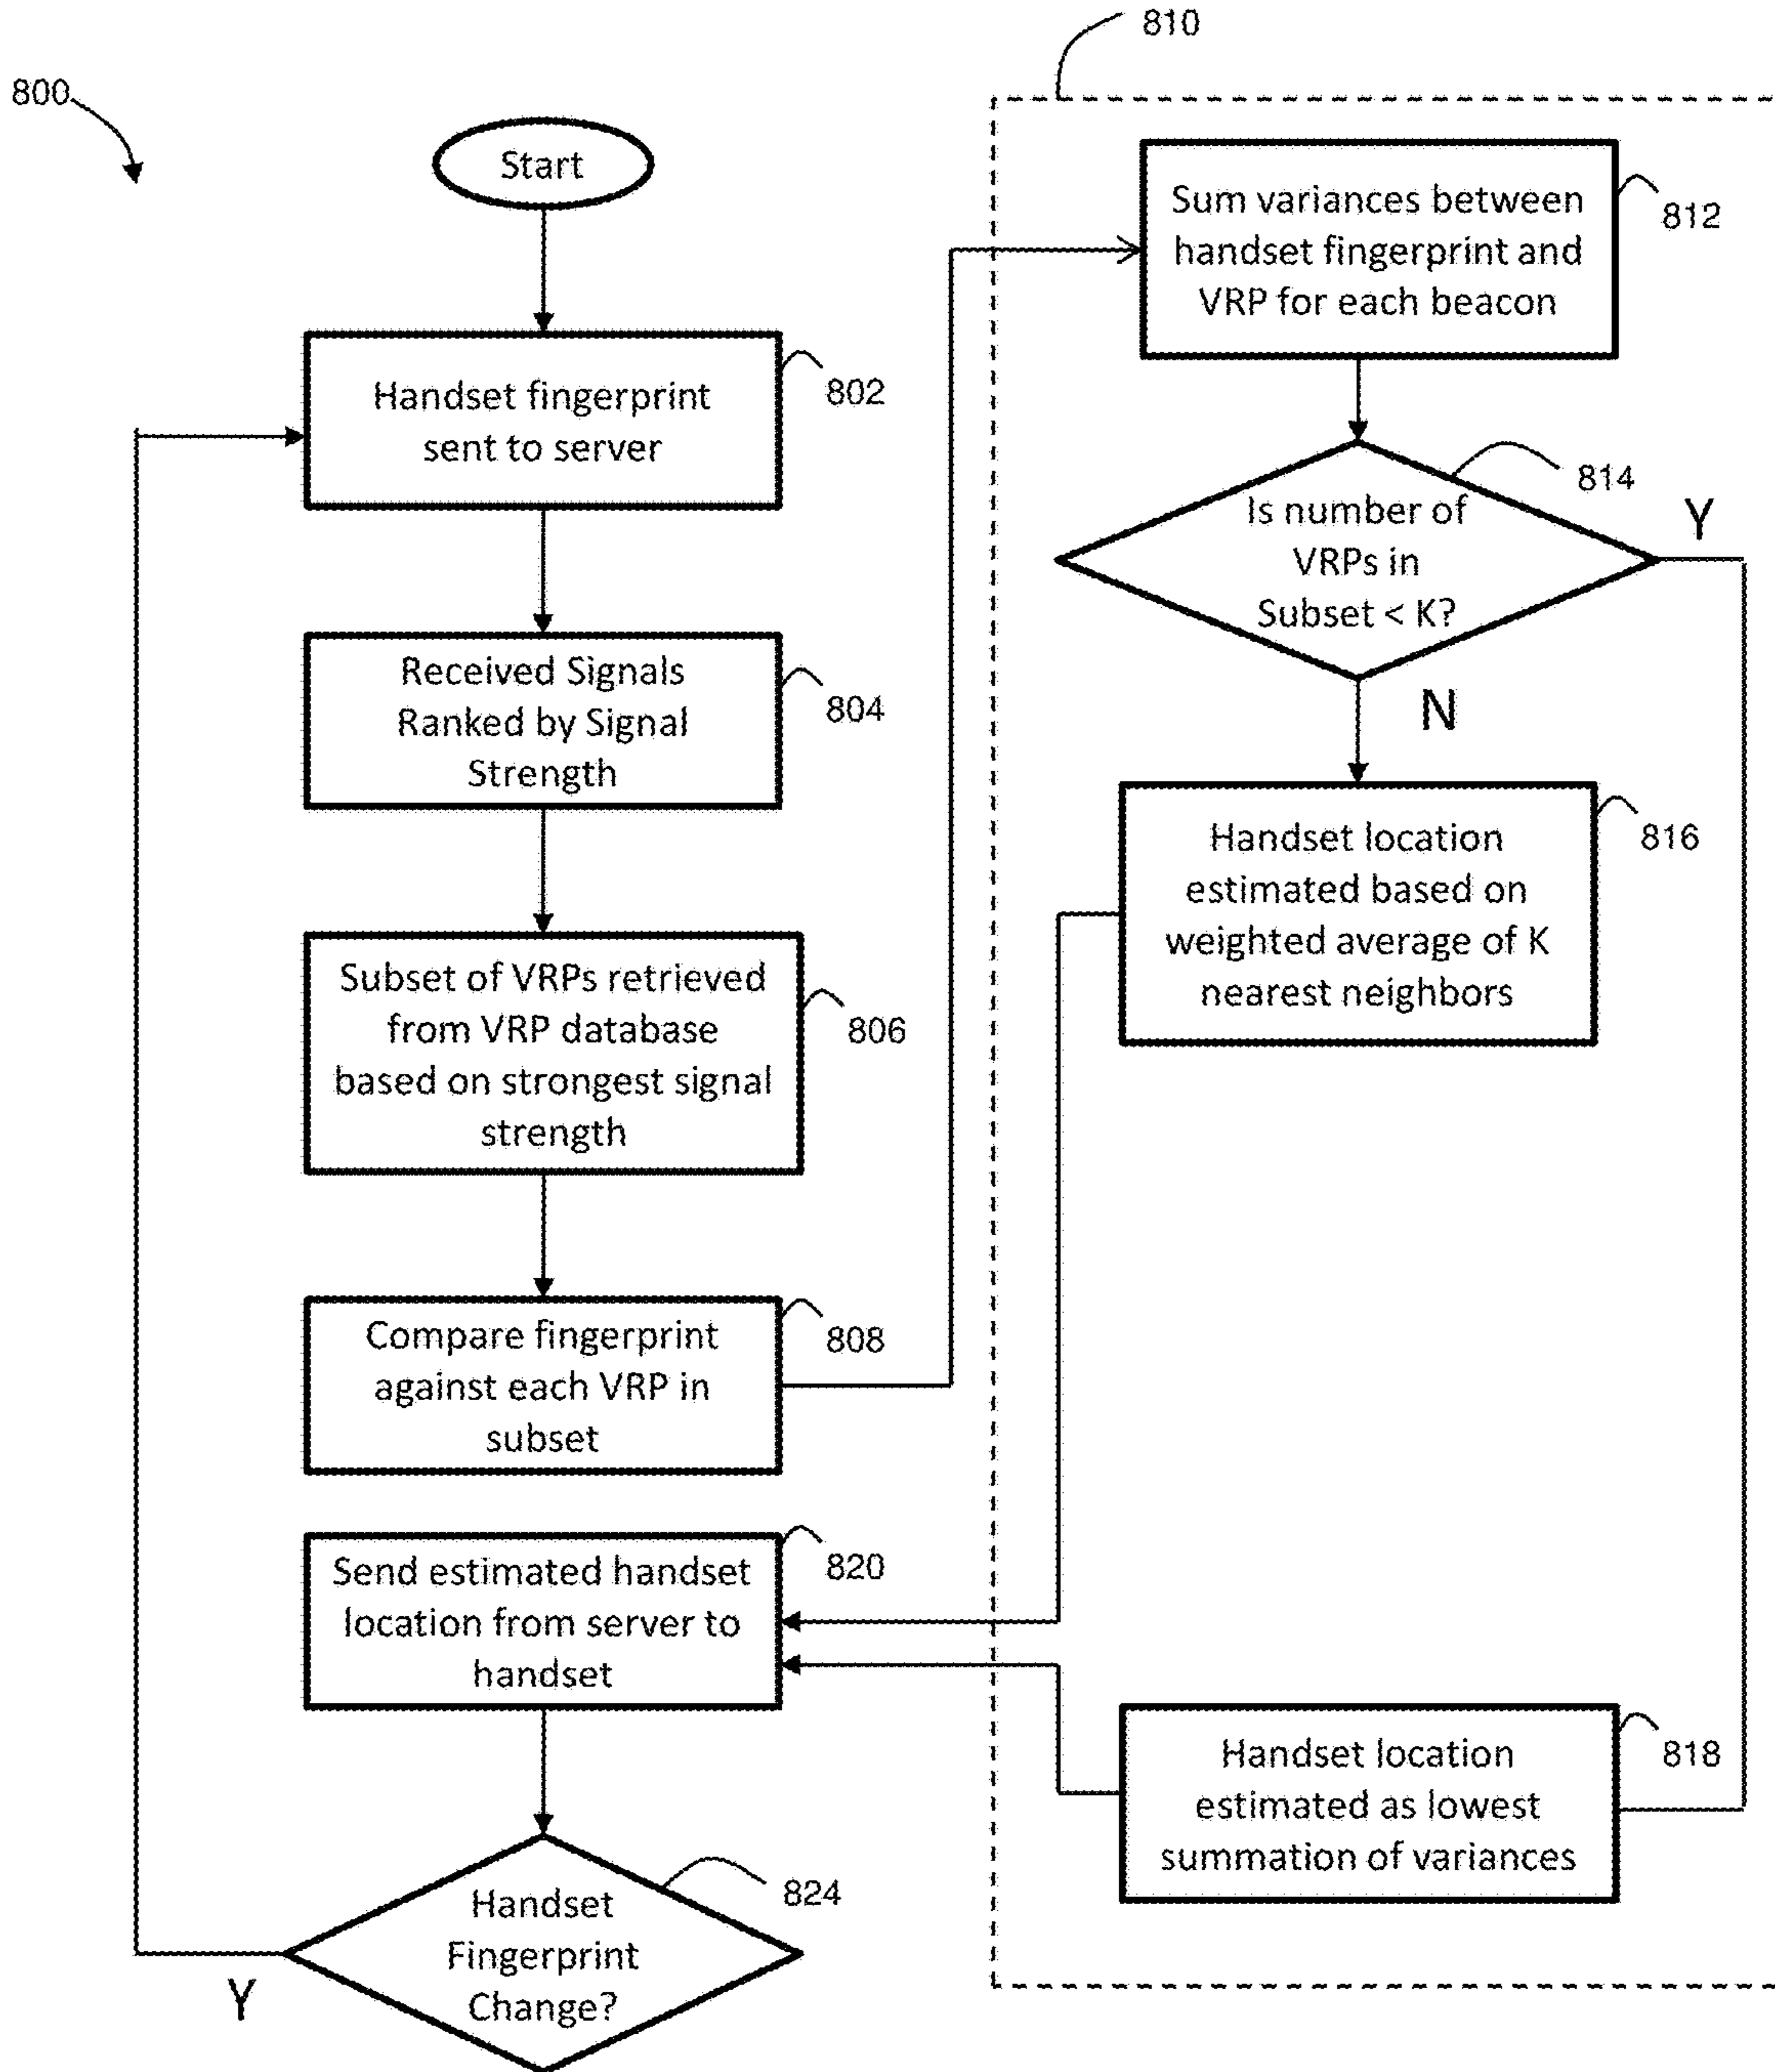 800
Start
Handset fingerprint
sent to server
802
Received Signals
Ranked by Signal
Strength
804
Subset of VRPs retrieved
from VRP database
based on strongest signal
strength
806
Compare fingerprint
against each VRP in
subset
808
810
Sum variances between
handset fingerprint and
VRP for each beacon
812
Is number of
VRPs in
Subset < K?
814
Y
N
Handset location
estimated based on
weighted average of K
nearest neighbors
816
Handset location
estimated as lowest
summation of variances
818
Send estimated handset
location from server to
handset
820
Handset
Fingerprint
Change?
824
Y